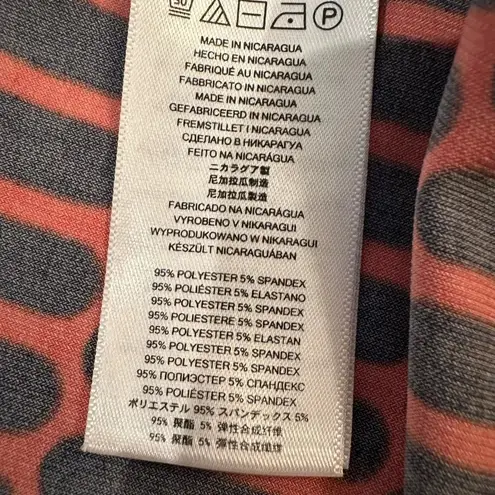 30
P
MADE IN NICARAGUA
HECHO EN NICARAGUA
FABRIQUÉ AU NICARAGUA
FABBRICATO IN NICARAGUA
MADE IN NICARAGUA
GEFABRICEERD IN NICARAGUA
FREMSTILLET I NICARAGUA
СДЕЛАНО В НИКАРАГУА
FEITO NA NICARÁGUA
ニカラグア製
尼加拉瓜制造
尼加拉瓜製造
FABRICADO NA NICARÁGUA
VYROBENO V NIKARAGUI
WYPRODUKOWANO W NIKARAGUI
KÉSZÜLT NICARAGUÁBAN
95% POLYESTER 5% SPANDEX
95% POLIÉSTER 5% ELASTANO
95% POLYESTER 5% SPANDEX
95% POLIESTERE 5% SPANDEX
95% POLYESTER 5% ELASTAN
95% POLYESTER 5% SPANDEX
95% POLYESTER 5% SPANDEX
95% ПОЛИЭСТЕР 5% СПАНДЕКС
95% POLIÉSTER 5% SPANDEX
ポリエステル 95% スパンデックス 5%
95% 聚酯 5% 弹性合成纤维
95% 聚酯 5% 彈性合成纖維